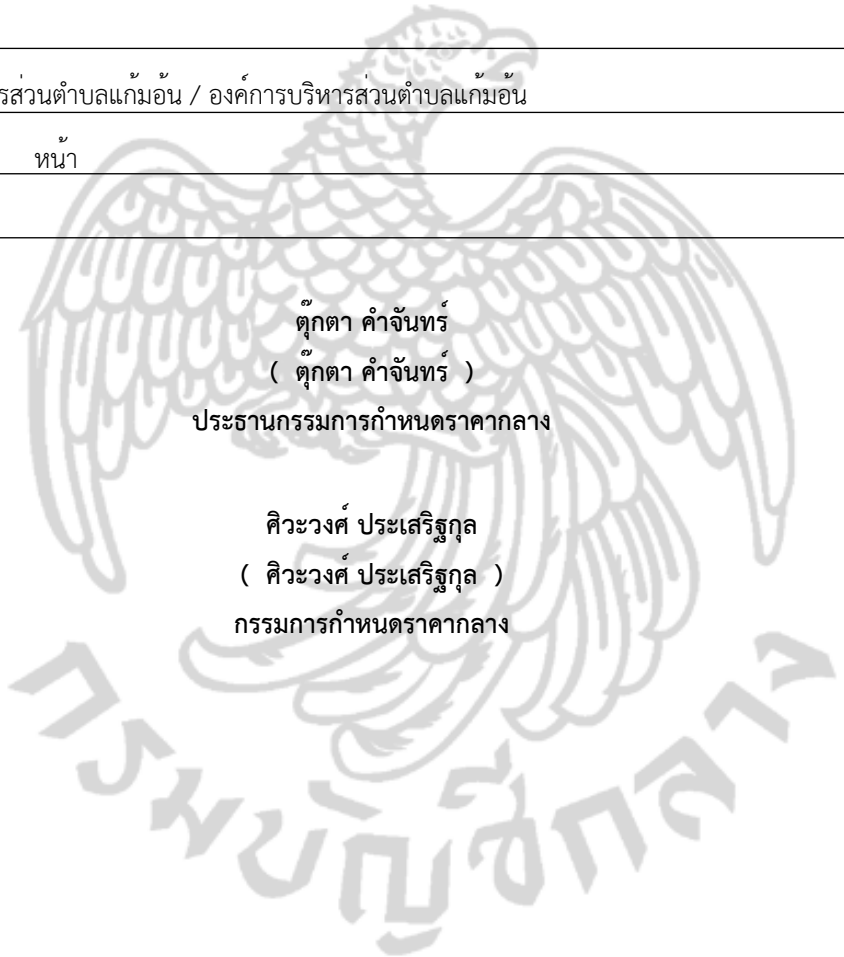 รส่วนตำบลแก้มอ้น / องค์การบริหารส่วนตำบลแก้มอ้น
หน้า
ตุ๊กตา คำจันทร์
( ตุ๊กตา คำจันทร์ )
ประธานกรรมการกำหนดราคากลาง
ศิวะวงศ์ ประเสริฐกุล
( ศิวะวงศ์ ประเสริฐกุล )
กรรมการกำหนดราคากลาง
กรมบัญชีกลาง